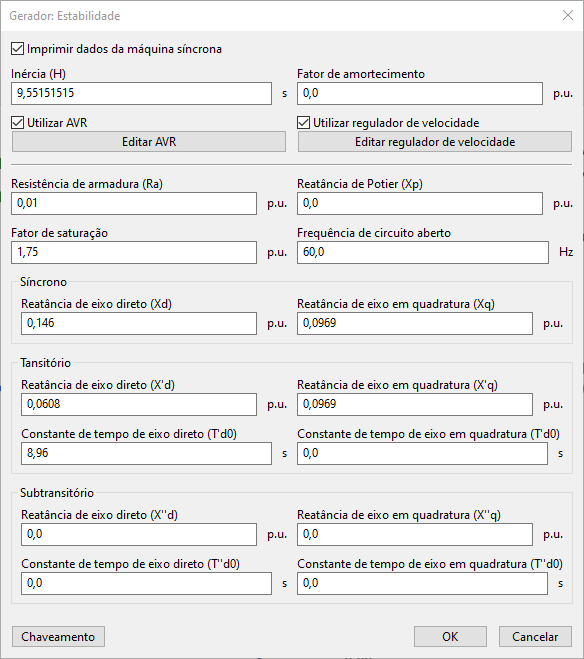 Gerador: Estabilidade
Imprimir dados da máquina síncrona
Inércia (H) Fator de amortecimento
9,55151515 s 0,0 p.u.
Utilizar AVR Utilizar regulador de velocidade
Editar AVR Editar regulador de velocidade
Resistência de armadura (Ra) Reatância de Potier (Xp)
0,01 p.u. 0,0 p.u.
Fator de saturação Frequência de circuito aberto
1,75 p.u. 60,0 Hz
Síncrono
Reatância de eixo direto (Xd) Reatância de eixo em quadratura (Xq)
0,146 p.u. 0,0969 p.u.
Tansitório
Reatância de eixo direto (X'd) Reatância de eixo em quadratura (X'q)
0,0608 p.u. 0,0969 p.u.
Constante de tempo de eixo direto (T'd0) Constante de tempo de eixo em quadratura (T'd0)
8,96 s 0,0 s
Subtransitório
Reatância de eixo direto (X''d) Reatância de eixo em quadratura (X''q)
0,0 p.u. 0,0 p.u.
Constante de tempo de eixo direto (T''d0) Constante de tempo de eixo em quadratura (T''d0)
0,0 s 0,0 s
Chaveamento OK Cancelar